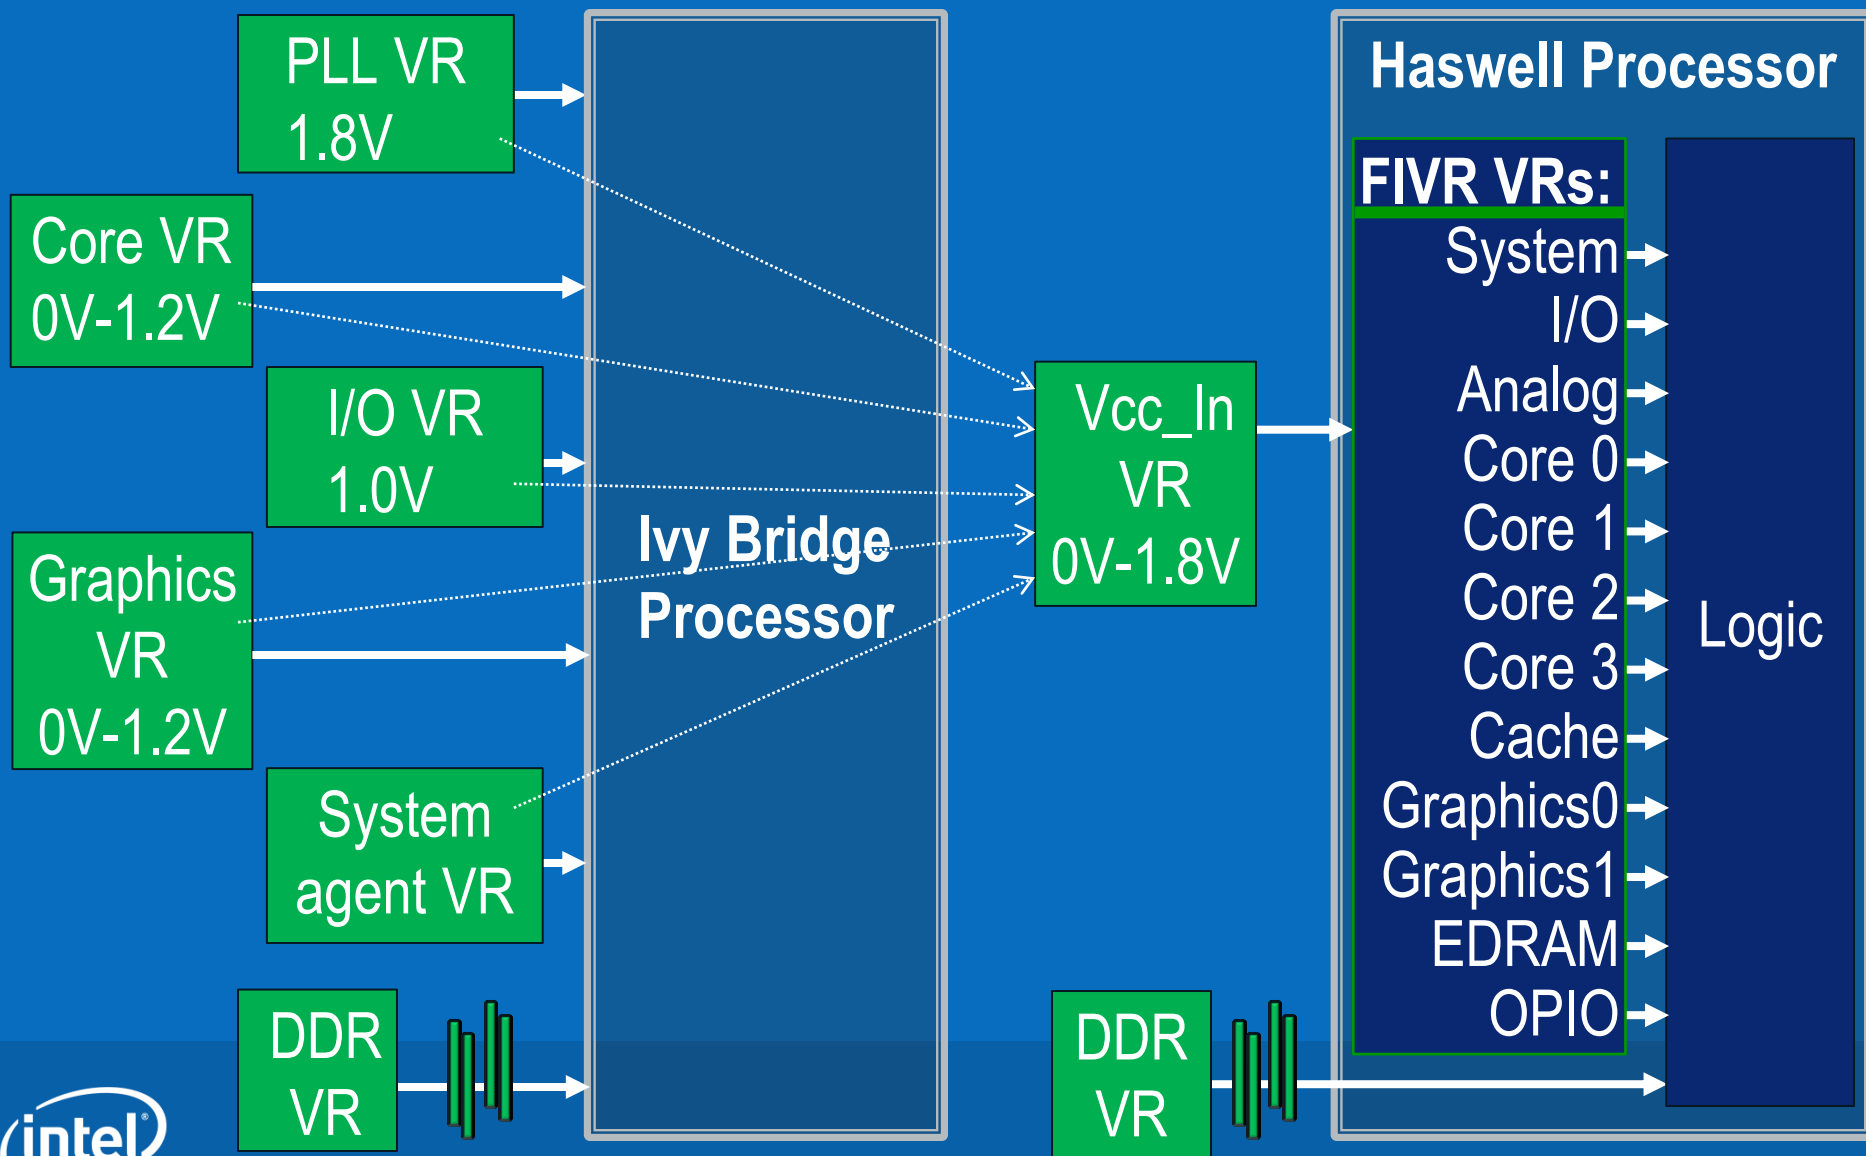 PLL VR
1.8V
Core VR
0V-1.2V
I/O VR
1.0V
Graphics
VR
0V-1.2V
System
agent VR
DDR
VR
Ivy Bridge
Processor
Vcc_In
VR
0V-1.8V
DDR
VR
Haswell Processor
FIVR VRs:
System
I/O
Analog
Core 0
Core 1
Core 2
Core 3
Cache
Graphics0
Graphics1
EDRAM
OPIO
Logic
intel®